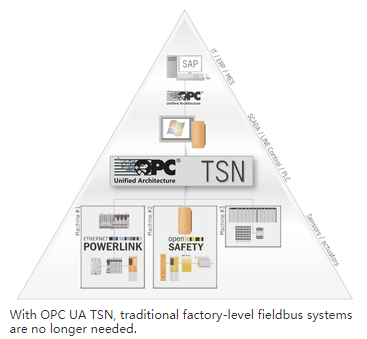 SAP
IT / ERP / MES
OPC
Unified Architecture
SCADA / LINE Control / PLC
OPC® TSN
Unified Architecture
Sensors / actuators
Machine #1
Machine #2
Machine #3
ETHERNET
POWERLINK
open
SAFETY
With OPC UA TSN, traditional factory-level fieldbus systems
are no longer needed.